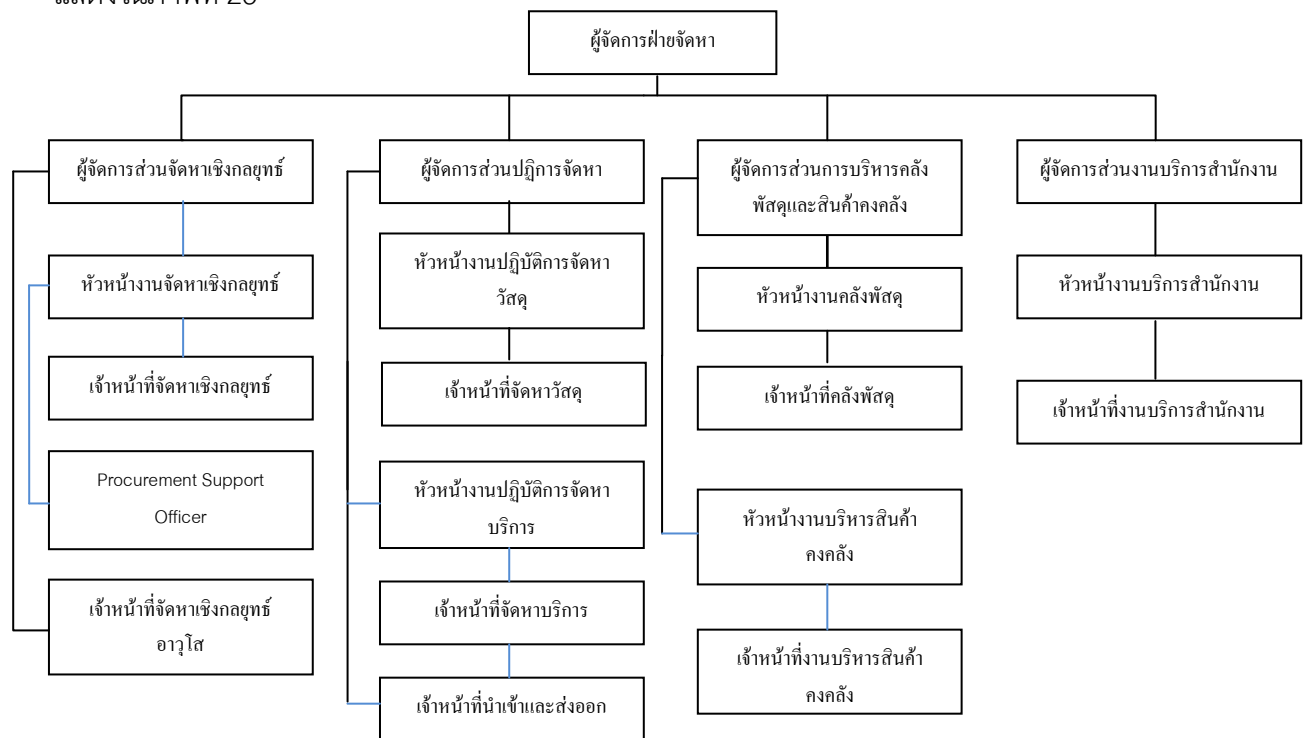 ผู้จัดการฝ่ายจัดหา
ผู้จัดการส่วนจัดหาเชิงกลยุทธ์
หัวหน้างานจัดหาเชิงกลยุทธ์
เจ้าหน้าที่จัดหาเชิงกลยุทธ์
Procurement Support
Officer
เจ้าหน้าที่จัดหาเชิงกลยุทธ์
อาวุโส
ผู้จัดการส่วนปฏิการจัดหา
หัวหน้างานปฏิบัติการจัดหา
วัสดุ
เจ้าหน้าที่จัดหาวัสดุ
หัวหน้างานปฏิบัติการจัดหา
บริการ
เจ้าหน้าที่จัดหาบริการ
เจ้าหน้าที่นำเข้าและส่งออก
ผู้จัดการส่วนการบริหารคลัง
พัสดุและสินค้าคงคลัง
หัวหน้างานคลังพัสดุ
เจ้าหน้าที่คลังพัสดุ
หัวหน้างานบริหารสินค้า
คงคลัง
เจ้าหน้าที่งานบริหารสินค้า
คงคลัง
ผู้จัดการส่วนงานบริการสำนักงาน
หัวหน้างานบริการสำนักงาน
เจ้าหน้าที่งานบริการสำนักงาน